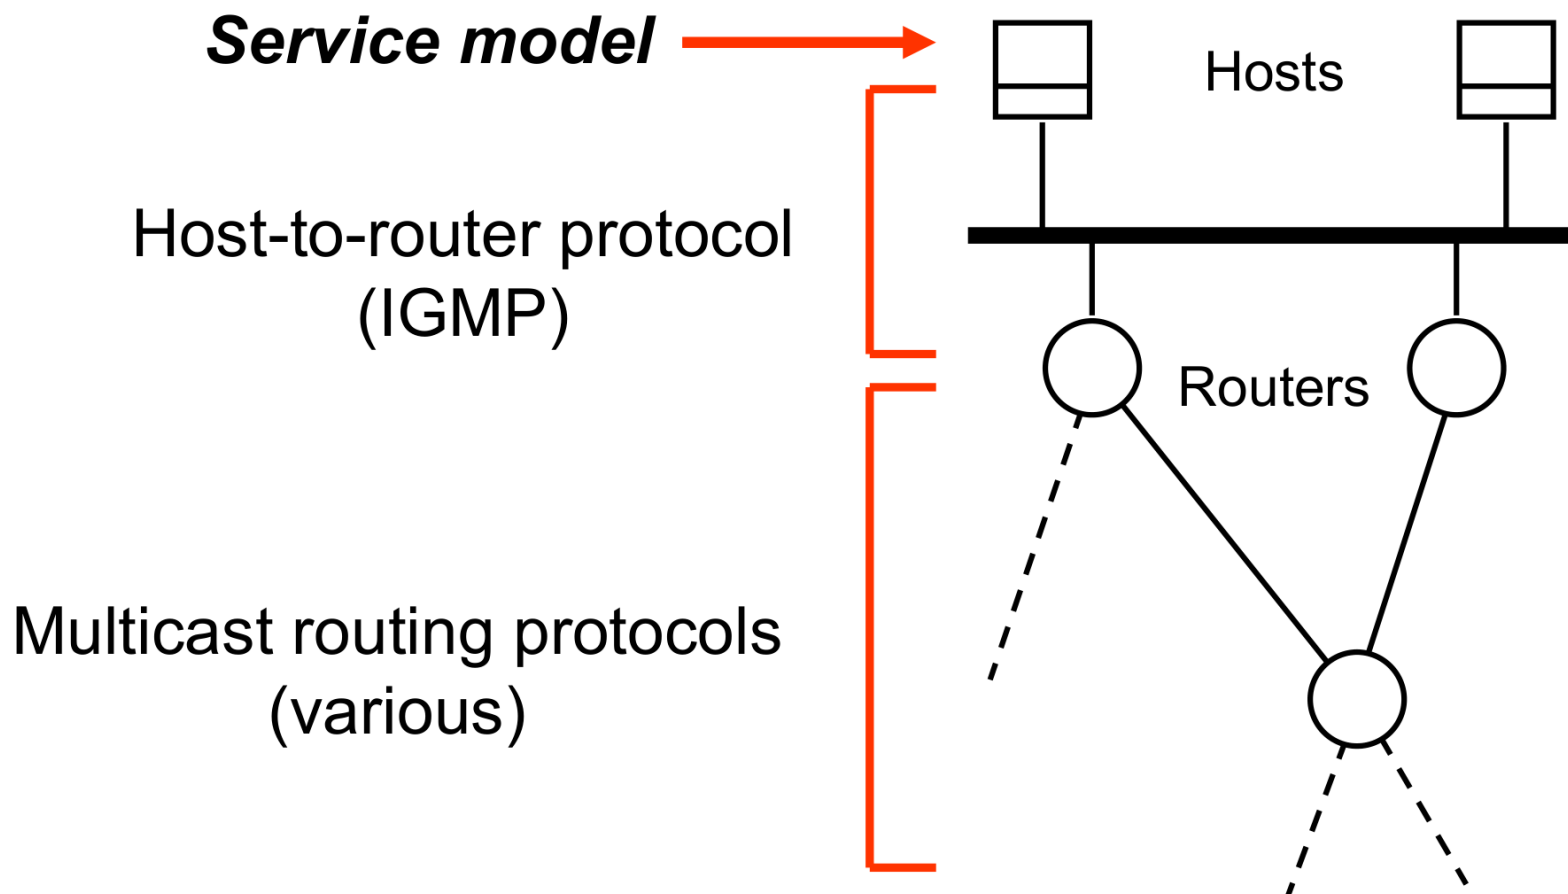 Service model
Hosts
Host-to-router protocol
(IGMP)
Routers
Multicast routing protocols
(various)